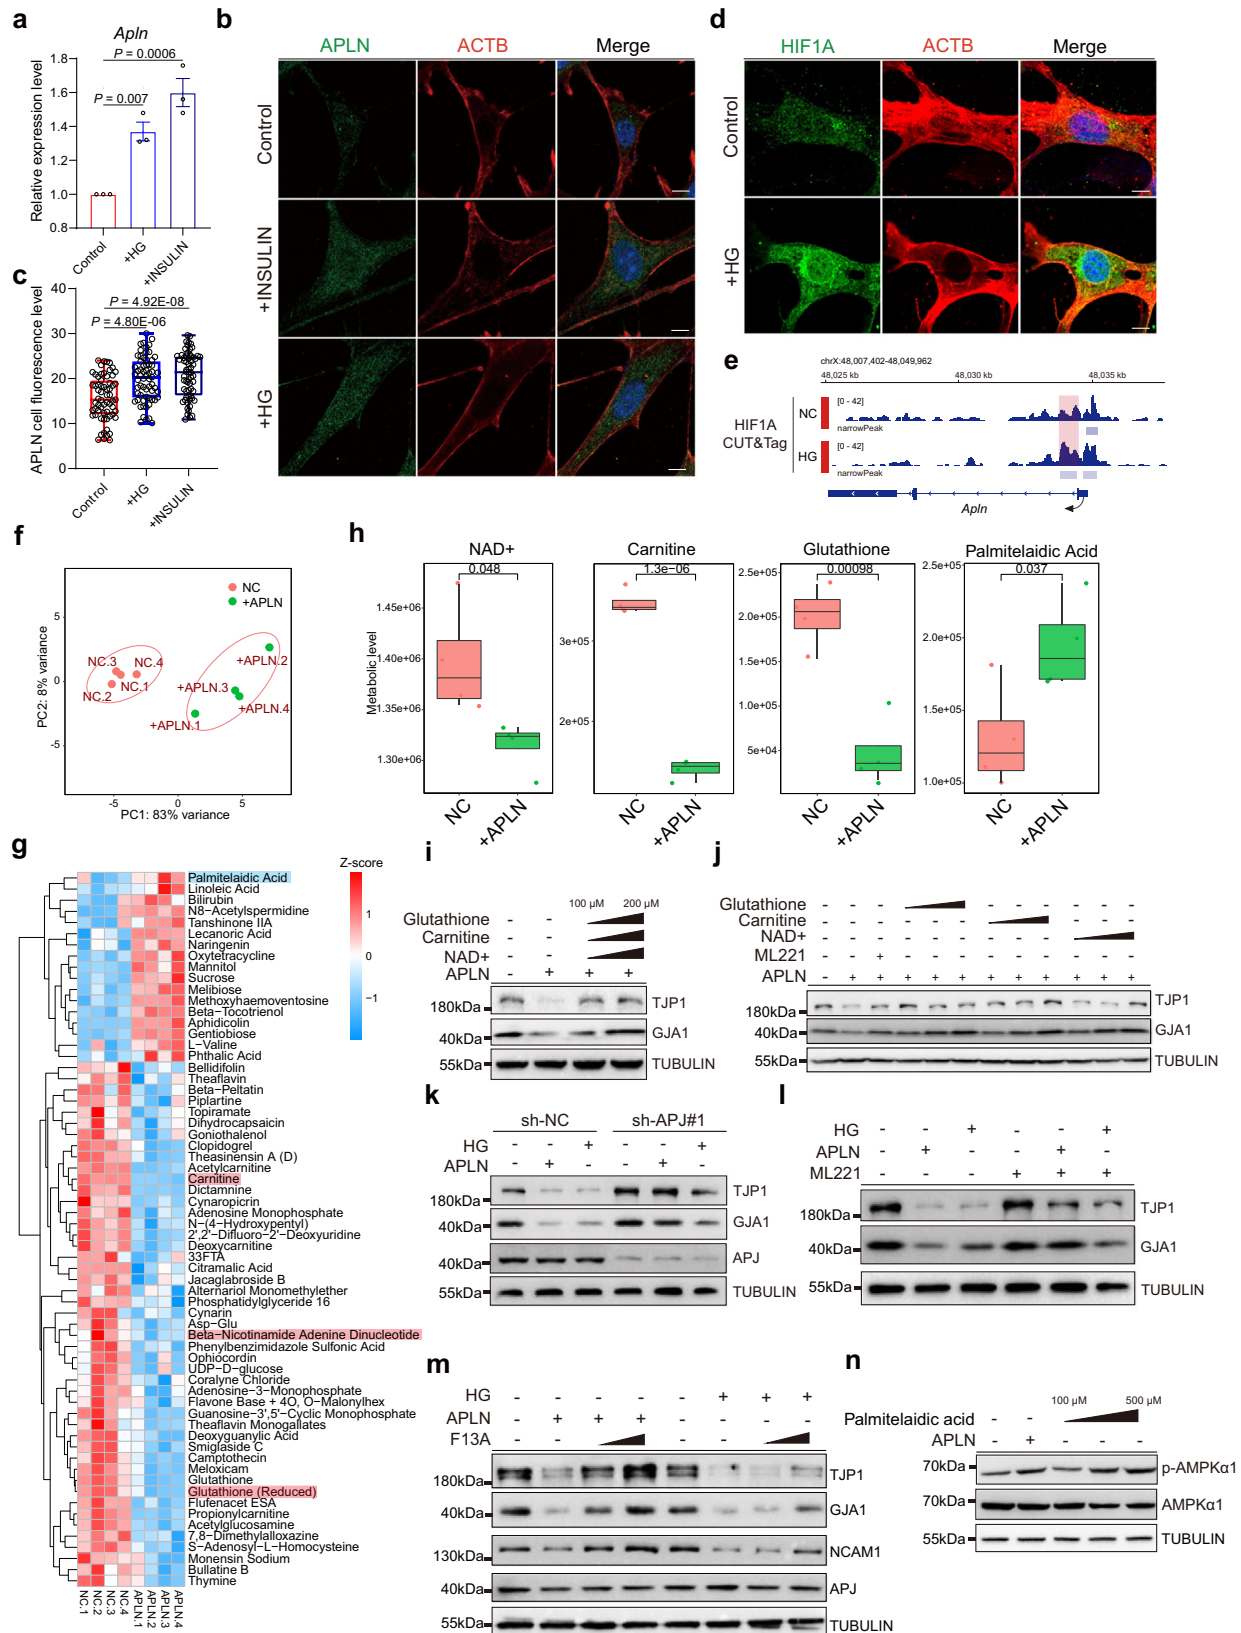 a
Apln
P = 0.0006
P = 0.007
Relative expression level
1.8
1.6
1.4
1.2
1.0
0.8
Control
+HG
+INSULIN
b
APLN
ACTB
Merge
Control
+INSULIN
+HG
c
APLN cell fluorescence level
P = 4.92E-08
P = 4.80E-06
40
30
20
10
0
Control
+HG
+INSULIN
d
HIF1A
ACTB
Merge
Control
+HG
e
chrX:48,007,402-48,049,962
48,025 kb
48,030 kb
48,035 kb
HIF1A
CUT&Tag
NC
[0 - 42]
narrowPeak
HG
[0 - 42]
narrowPeak
Apln
f
NC
+APLN
PC2: 8% variance
5
0
-5
NC.3
NC.4
NC.1
NC.2
+APLN.2
+APLN.3
+APLN.4
+APLN.1
-5
0
5
PC1: 83% variance
h
Metabolic level
NAD+
0.048
1.45e+06
1.40e+06
1.35e+06
1.30e+06
NC
+APLN
Carnitine
1.3e-06
3e+05
2e+05
NC
+APLN
Glutathione
0.00098
2.5e+05
2.0e+05
1.5e+05
1.0e+05
5e+04
NC
+APLN
Palmitelaidic Acid
0.037
2.5e+05
2.0e+05
1.5e+05
1.0e+05
NC
+APLN
g
Z-score
1
0
−1
Palmitelaidic Acid
Linoleic Acid
Bilirubin
N8−Acetylspermidine
Tanshinone IIA
Lecanoric Acid
Naringenin
Oxytetracycline
Mannitol
Sucrose
Melibiose
Methoxyhaemoventosine
Beta−Tocotrienol
Aphidicolin
Gentiobiose
L−Valine
Phthalic Acid
Bellidifolin
Theaflavin
Beta−Peltatin
Piplartine
Topiramate
Dihydrocapsaicin
Goniothalenol
Clopidogrel
Theasinensin A (D)
Acetylcarnitine
Carnitine
Dictamnine
Cynaropicrin
Adenosine Monophosphate
N−(4−Hydroxypentyl)
2',2'−Difluoro−2'−Deoxyuridine
Deoxycarnitine
33FTA
Citramalic Acid
Jacaglabroside B
Alternariol Monomethylether
Phosphatidylglyceride 16
Cynarin
Asp−Glu
Beta−Nicotinamide Adenine Dinucleotide
Phenylbenzimidazole Sulfonic Acid
Ophiocordin
UDP−D−glucose
Coralyne Chloride
Adenosine−3−Monophosphate
Flavone Base + 4O, O−Malonylhex
Guanosine−3',5'−Cyclic Monophosphate
Theaflavin Monogallates
Deoxyguanylic Acid
Smiglaside C
Camptothecin
Meloxicam
Glutathione
Glutathione (Reduced)
Flufenacet ESA
Propionylcarnitine
Acetylglucosamine
7,8−Dimethylalloxazine
S−Adenosyl−L−Homocysteine
Monensin Sodium
Bullatine B
Thymine
NC.1
NC.2
NC.3
NC.4
APLN.1
APLN.2
APLN.3
APLN.4
i
100 µM 200 µM
Glutathione - -
Carnitine - -
NAD+ - -
APLN - + + +
180kDa TJP1
40kDa GJA1
55kDa TUBULIN
j
Glutathione - - - - - - - - -
Carnitine - - - - - - - - -
NAD+ - - - - - - - - -
ML221 - - + - - - - - - - - -
APLN - + + + + + + + + + + +
180kDa TJP1
40kDa GJA1
55kDa TUBULIN
k
sh-NC sh-APJ#1
HG - - + - - +
APLN - + - - + -
180kDa TJP1
40kDa GJA1
40kDa APJ
55kDa TUBULIN
l
HG - - + - - +
APLN - + - - + -
ML221 - - - + + +
180kDa TJP1
40kDa GJA1
55kDa TUBULIN
m
HG - - - - - + + +
APLN - + + + - - - -
F13A - - - -
180kDa TJP1
40kDa GJA1
130kDa NCAM1
40kDa APJ
55kDa TUBULIN
n
100 µM 500 µM
Palmitelaidic acid - -
APLN - + - - -
70kDa p-AMPKα1
70kDa AMPKα1
55kDa TUBULIN